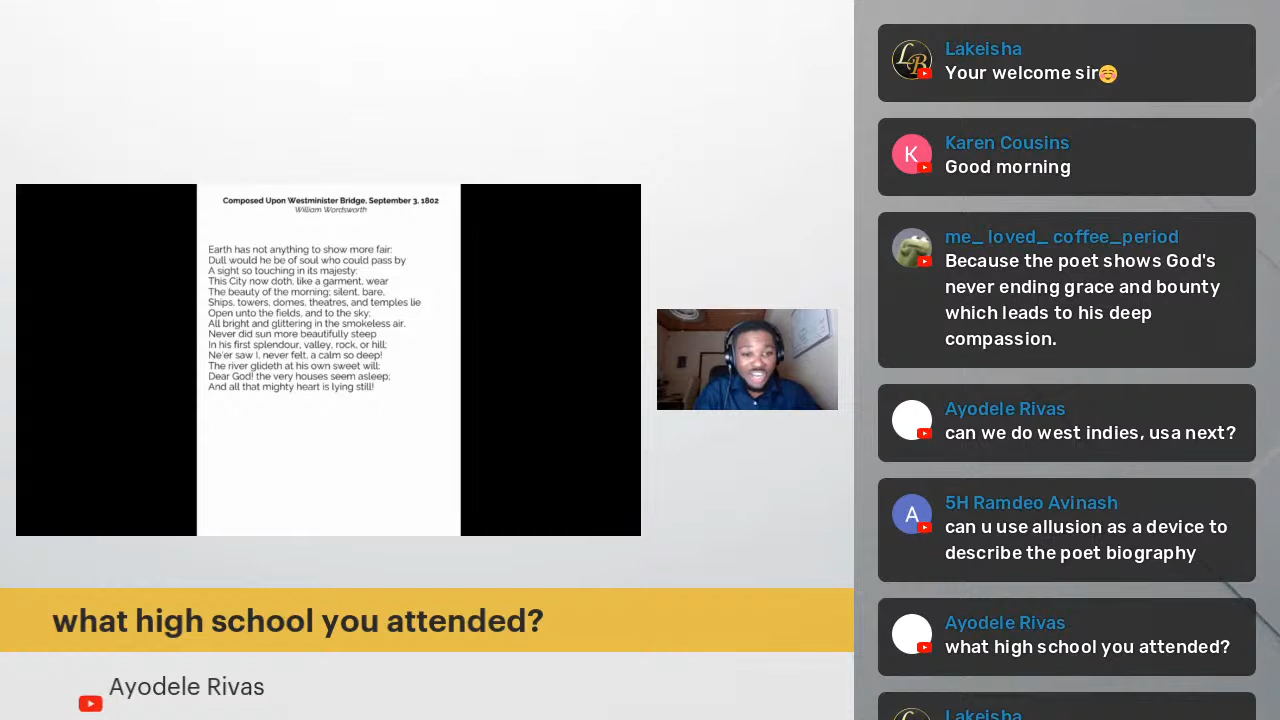 Composed Upon Westminister Bridge, September 3, 1802
William Wordsworth
Earth has not anything to show more fair:
Dull would he be of soul who could pass by
A sight so touching in its majesty:
This City now doth, like a garment, wear
The beauty of the morning; silent, bare,
Ships, towers, domes, theatres, and temples lie
Open unto the fields, and to the sky;
All bright and glittering in the smokeless air.
Never did sun more beautifully steep
In his first splendour, valley, rock, or hill;
Ne'er saw I, never felt, a calm so deep!
The river glideth at his own sweet will:
Dear God! the very houses seem asleep;
And all that mighty heart is lying still!
what high school you attended?
Ayodele Rivas
LB
Lakeisha
Your welcome sir☺️
K
Karen Cousins
Good morning
me_ loved_ coffee_period
Because the poet shows God's
never ending grace and bounty
which leads to his deep
compassion.
Ayodele Rivas
can we do west indies, usa next?
A
5H Ramdeo Avinash
can u use allusion as a device to
describe the poet biography
Ayodele Rivas
what high school you attended?
Lakeisha